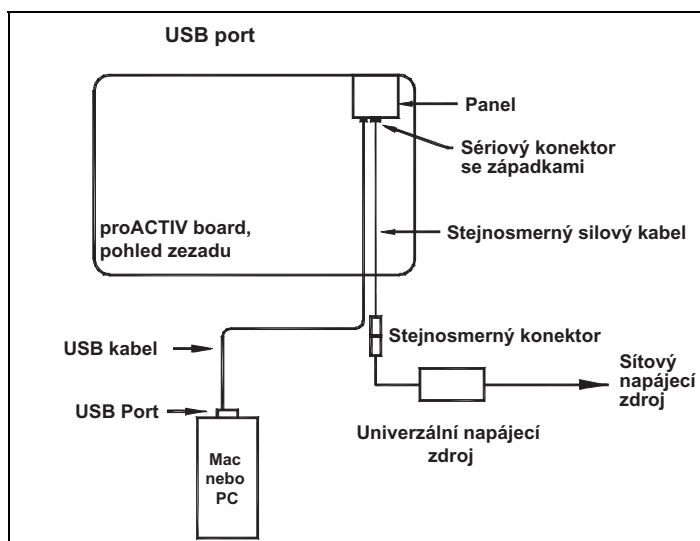 USB port
Panel
Sériový konektor
se západkami
proACTIV board,
pohled zezadu
Stejnosmerný silový kabel
Stejnosmerný konektor
USB kabel
Sítový
napájecí
zdroj
USB Port
Univerzální napájecí
zdroj
Mac
nebo
PC